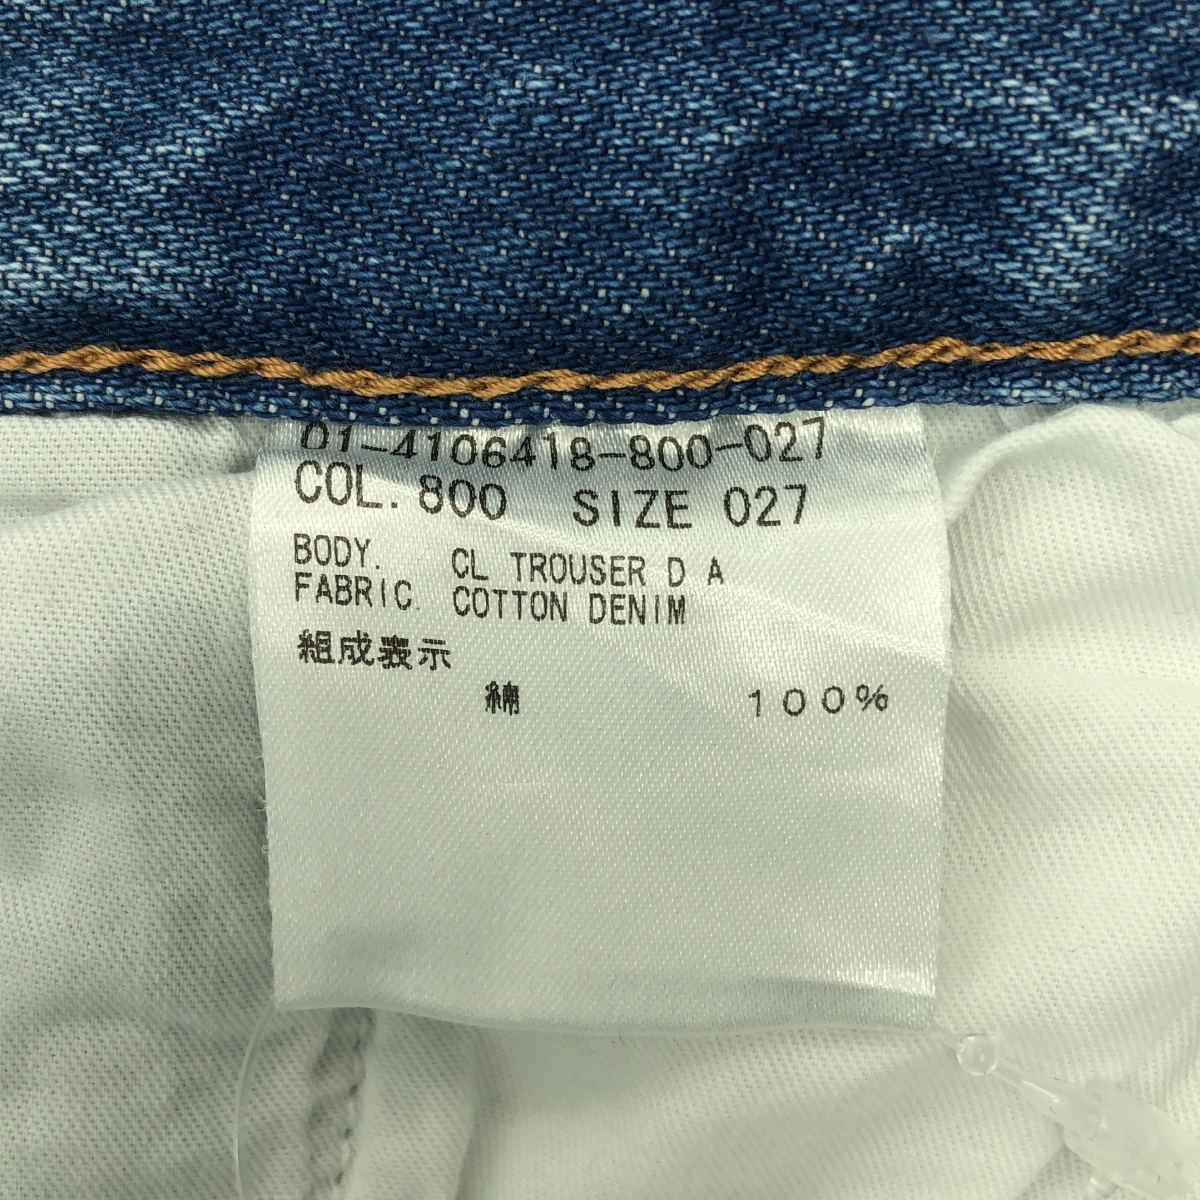 01-4106418-800-027
COL. 800 SIZE 027
BODY. CL TROUSER D A
FABRIC. COTTON DENIM
組成表示
綿 100%